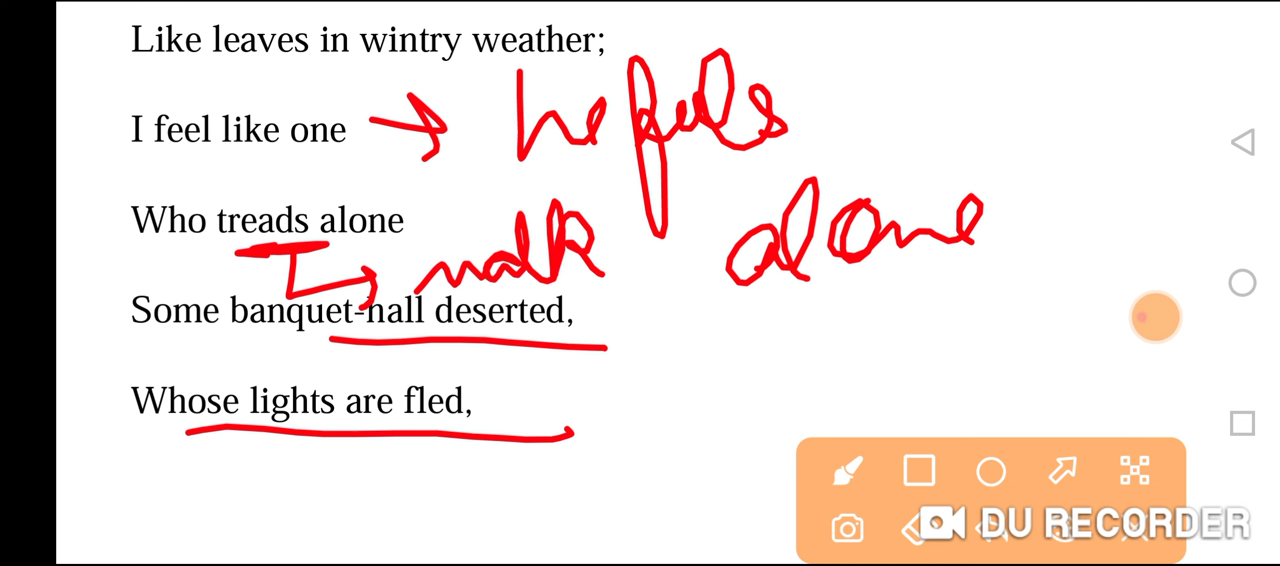 Like leaves in wintry weather;
I feel like one
he feels
Who treads alone
walk alone
Some banquet-hall deserted,
Whose lights are fled,
DU RECORDER